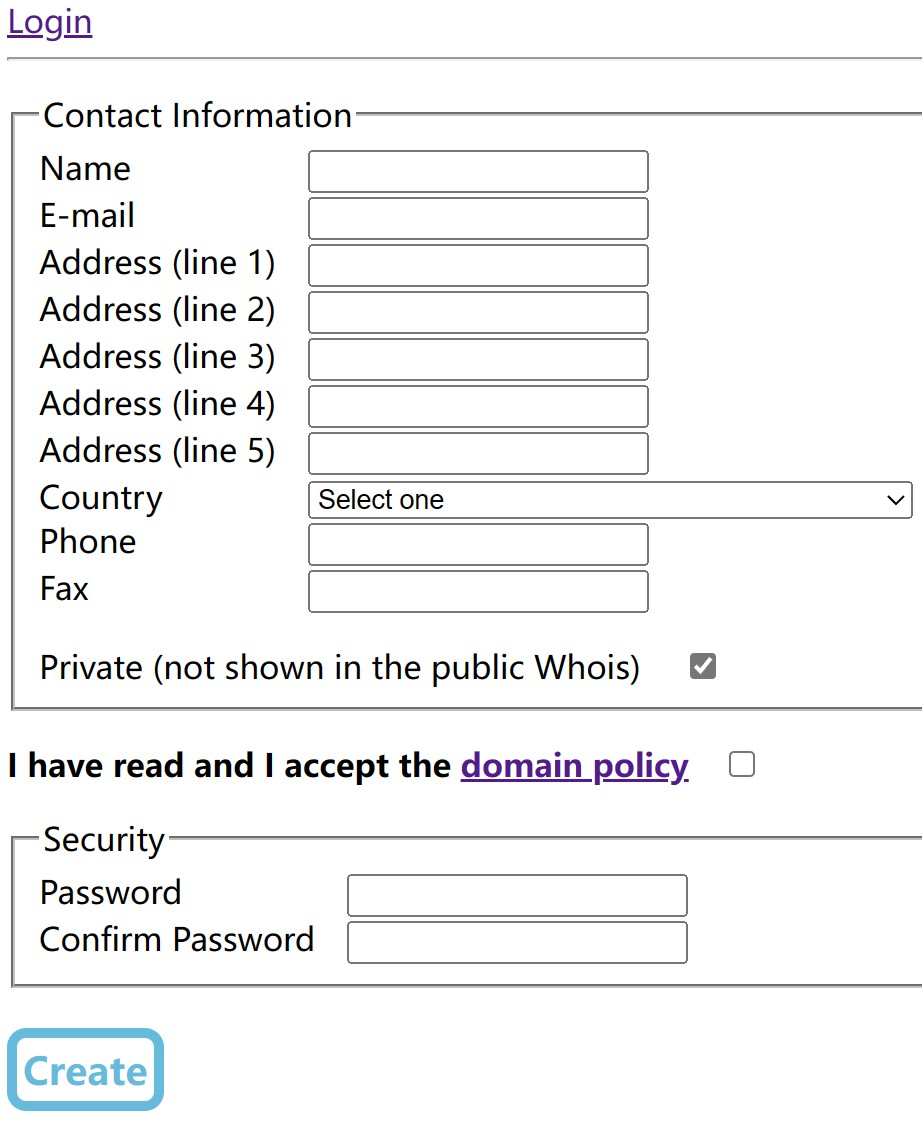 Login
Contact Information
Name
E-mail
Address (line 1)
Address (line 2)
Address (line 3)
Address (line 4)
Address (line 5)
Country Select one
Phone
Fax
Private (not shown in the public Whois)
I have read and I accept the domain policy
Security
Password
Confirm Password
Create